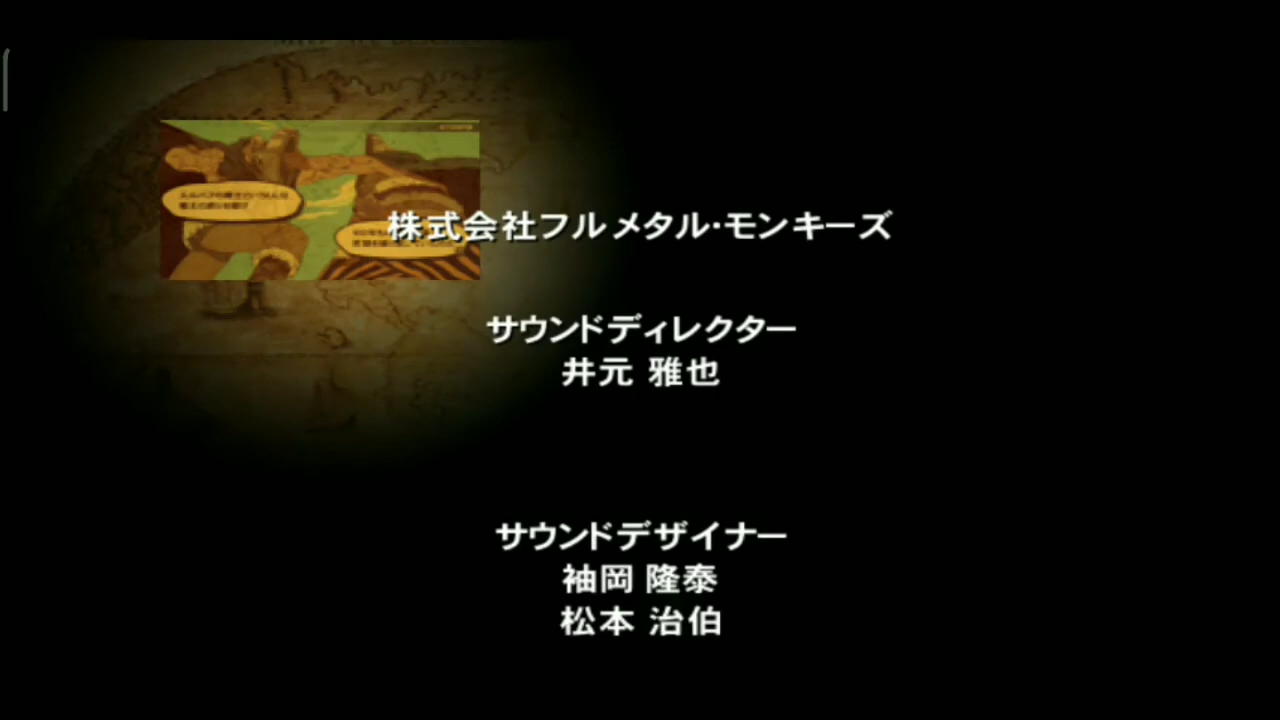 株式会社フルメタル・モンキーズ
サウンドディレクター
井元 雅也
サウンドデザイナー
袖岡 隆泰
松本 治伯